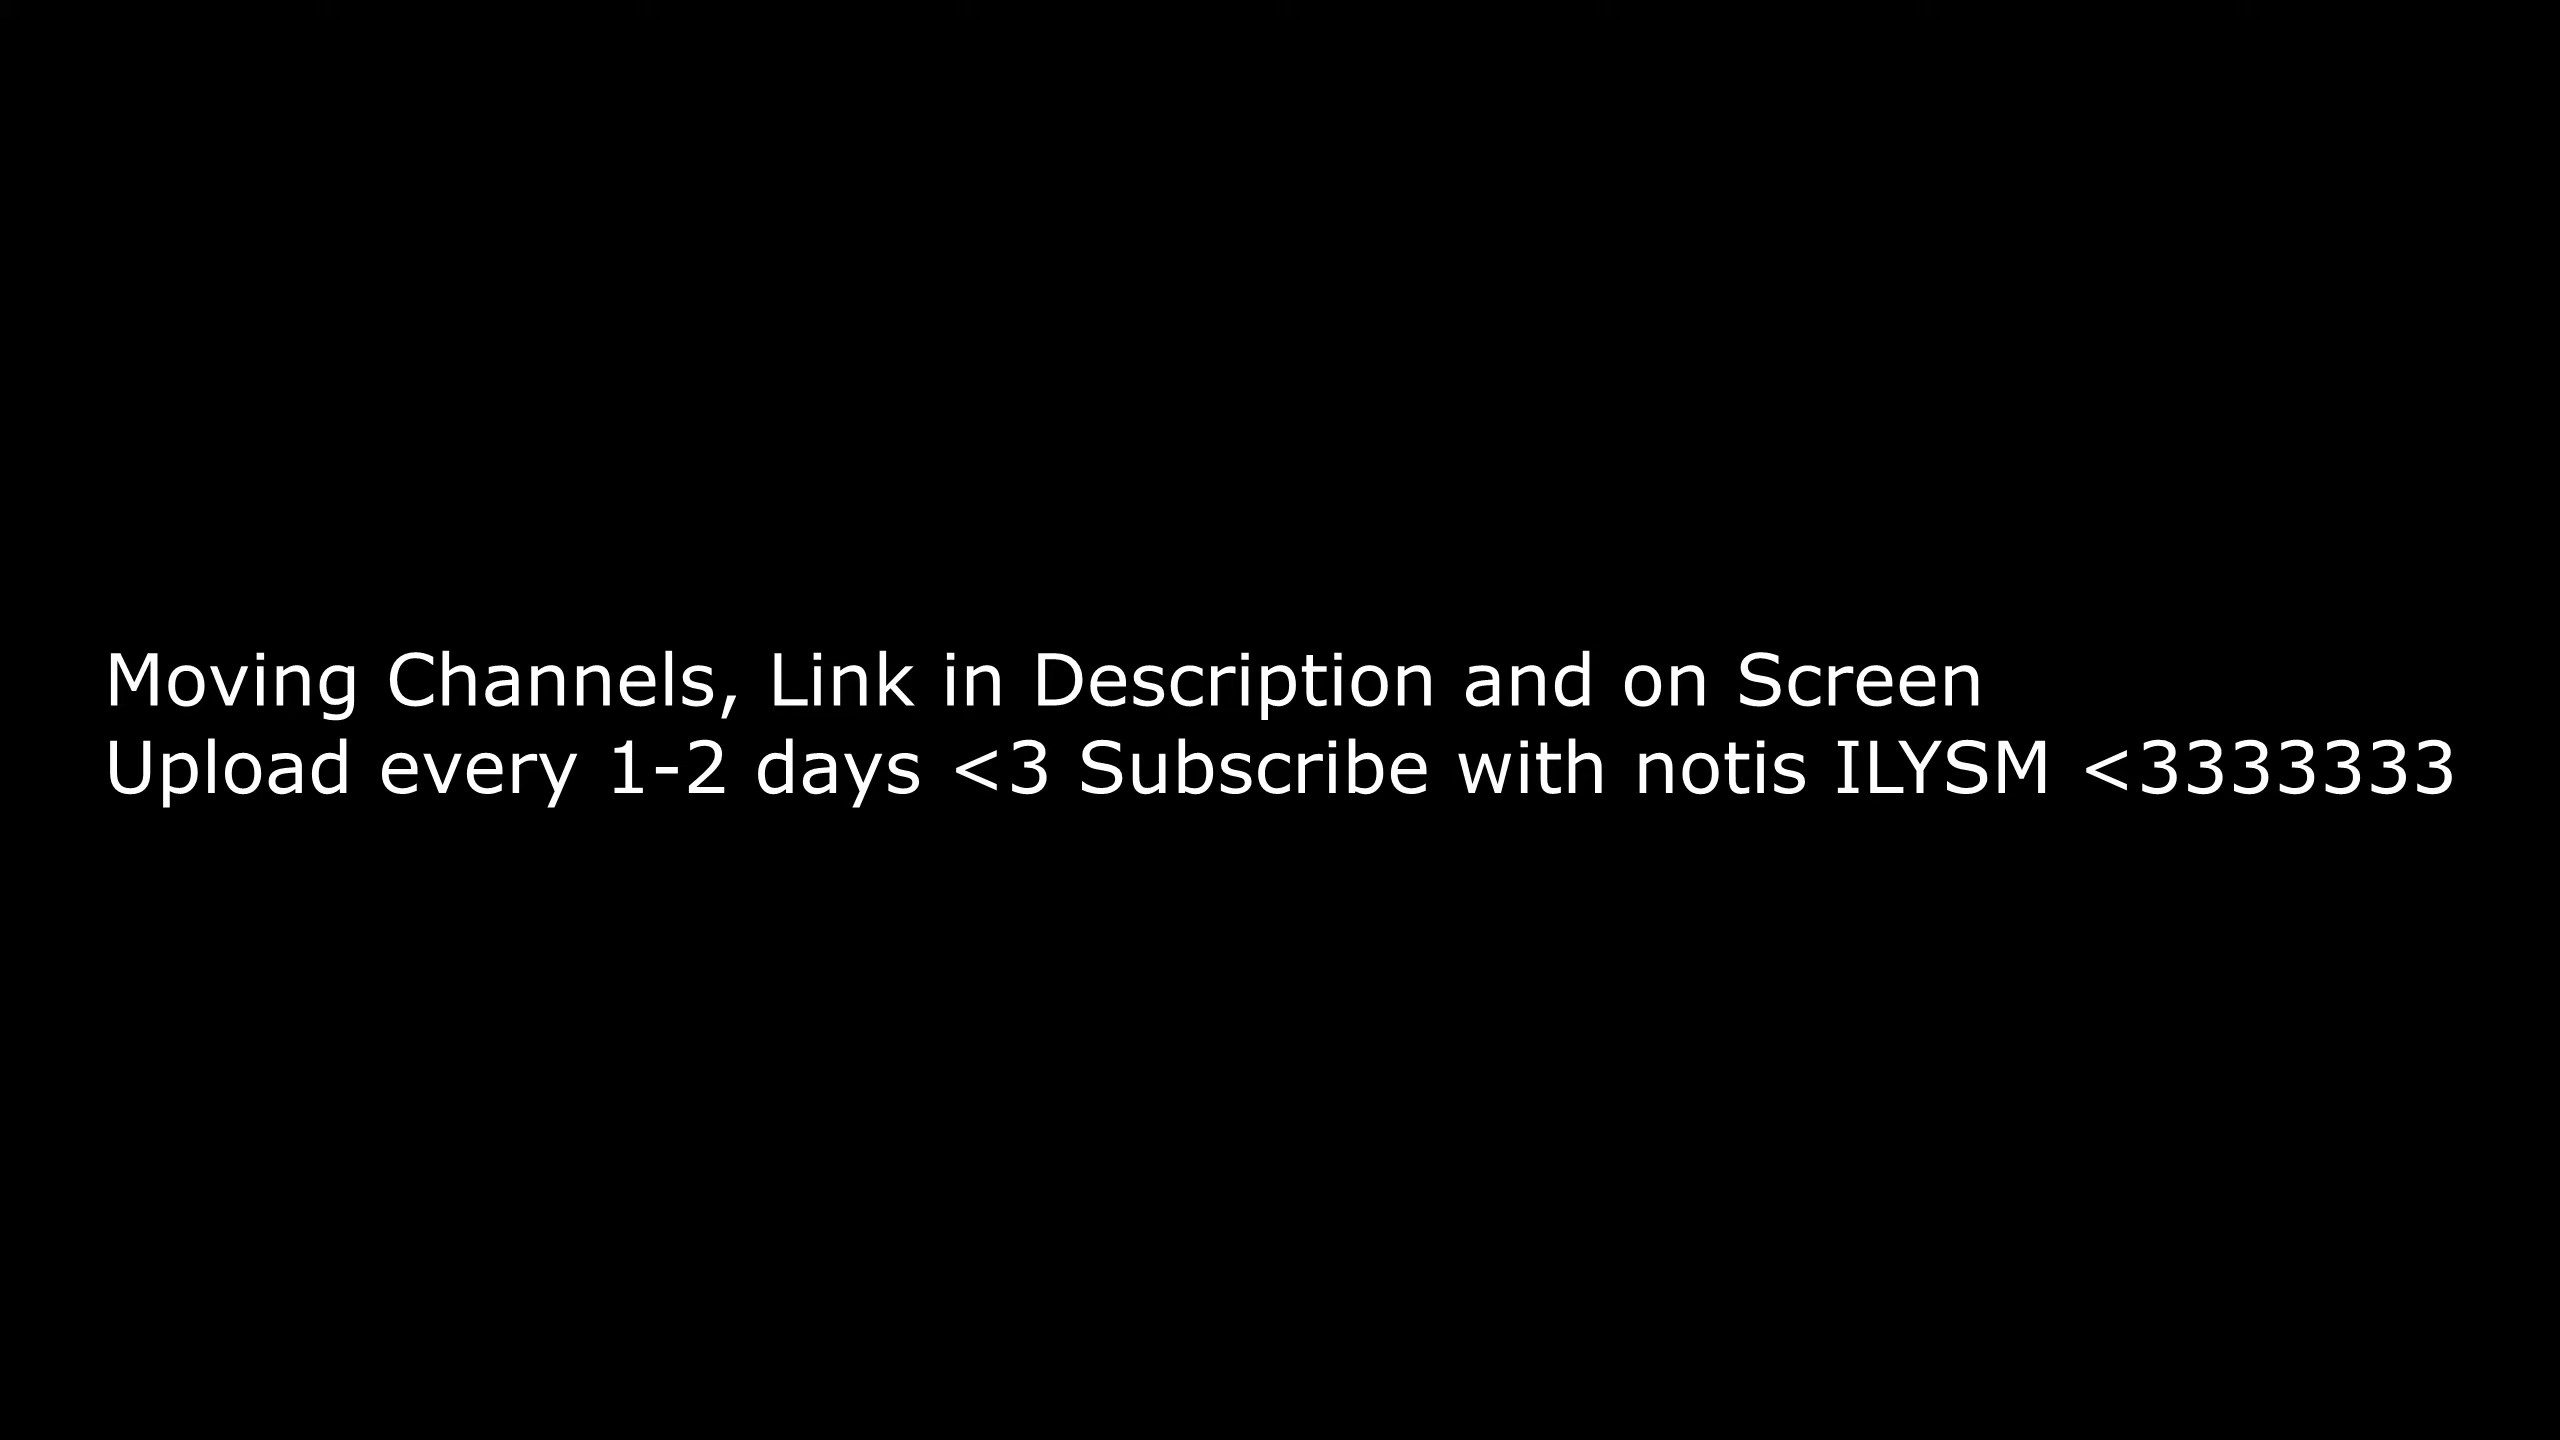 Moving Channels, Link in Description and on Screen
Upload every 1-2 days <3 Subscribe with notis ILYSM <3333333